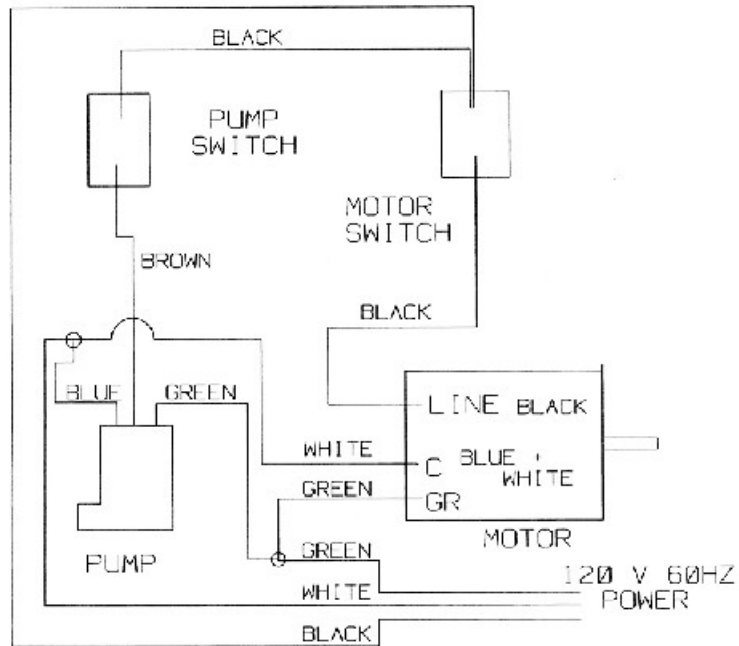 BLACK
PUMP
SWITCH
MOTOR
SWITCH
BROWN
BLACK
BLUE
GREEN
LINE BLACK
WHITE
C
BLUE
WHITE
GREEN
GR
MOTOR
PUMP
GREEN
120 V 60HZ
WHITE
POWER
BLACK